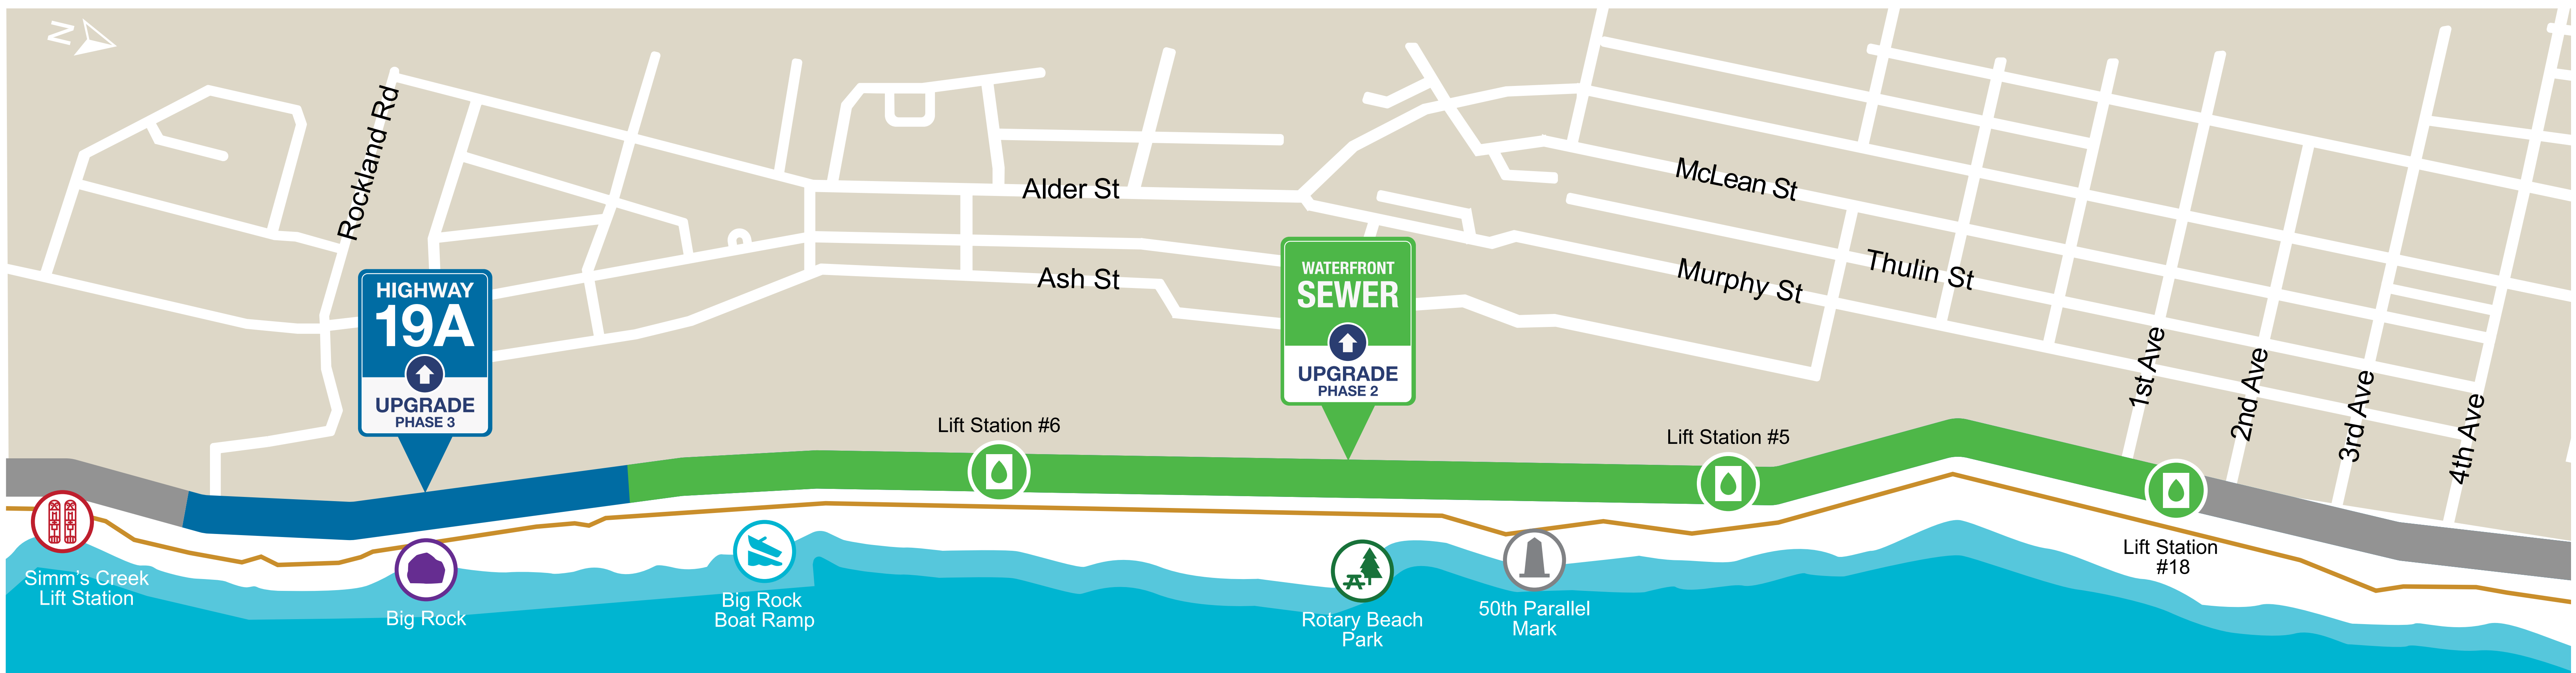 N
Rockland Rd
HIGHWAY
19A
UPGRADE
PHASE 3
Alder St
Ash St
WATERFRONT
SEWER
UPGRADE
PHASE 2
McLean St
Murphy St
Thulin St
1st Ave
2nd Ave
3rd Ave
4th Ave
Lift Station #6
Lift Station #5
Lift Station
#18
Simm's Creek
Lift Station
Big Rock
Big Rock
Boat Ramp
Rotary Beach
Park
50th Parallel
Mark